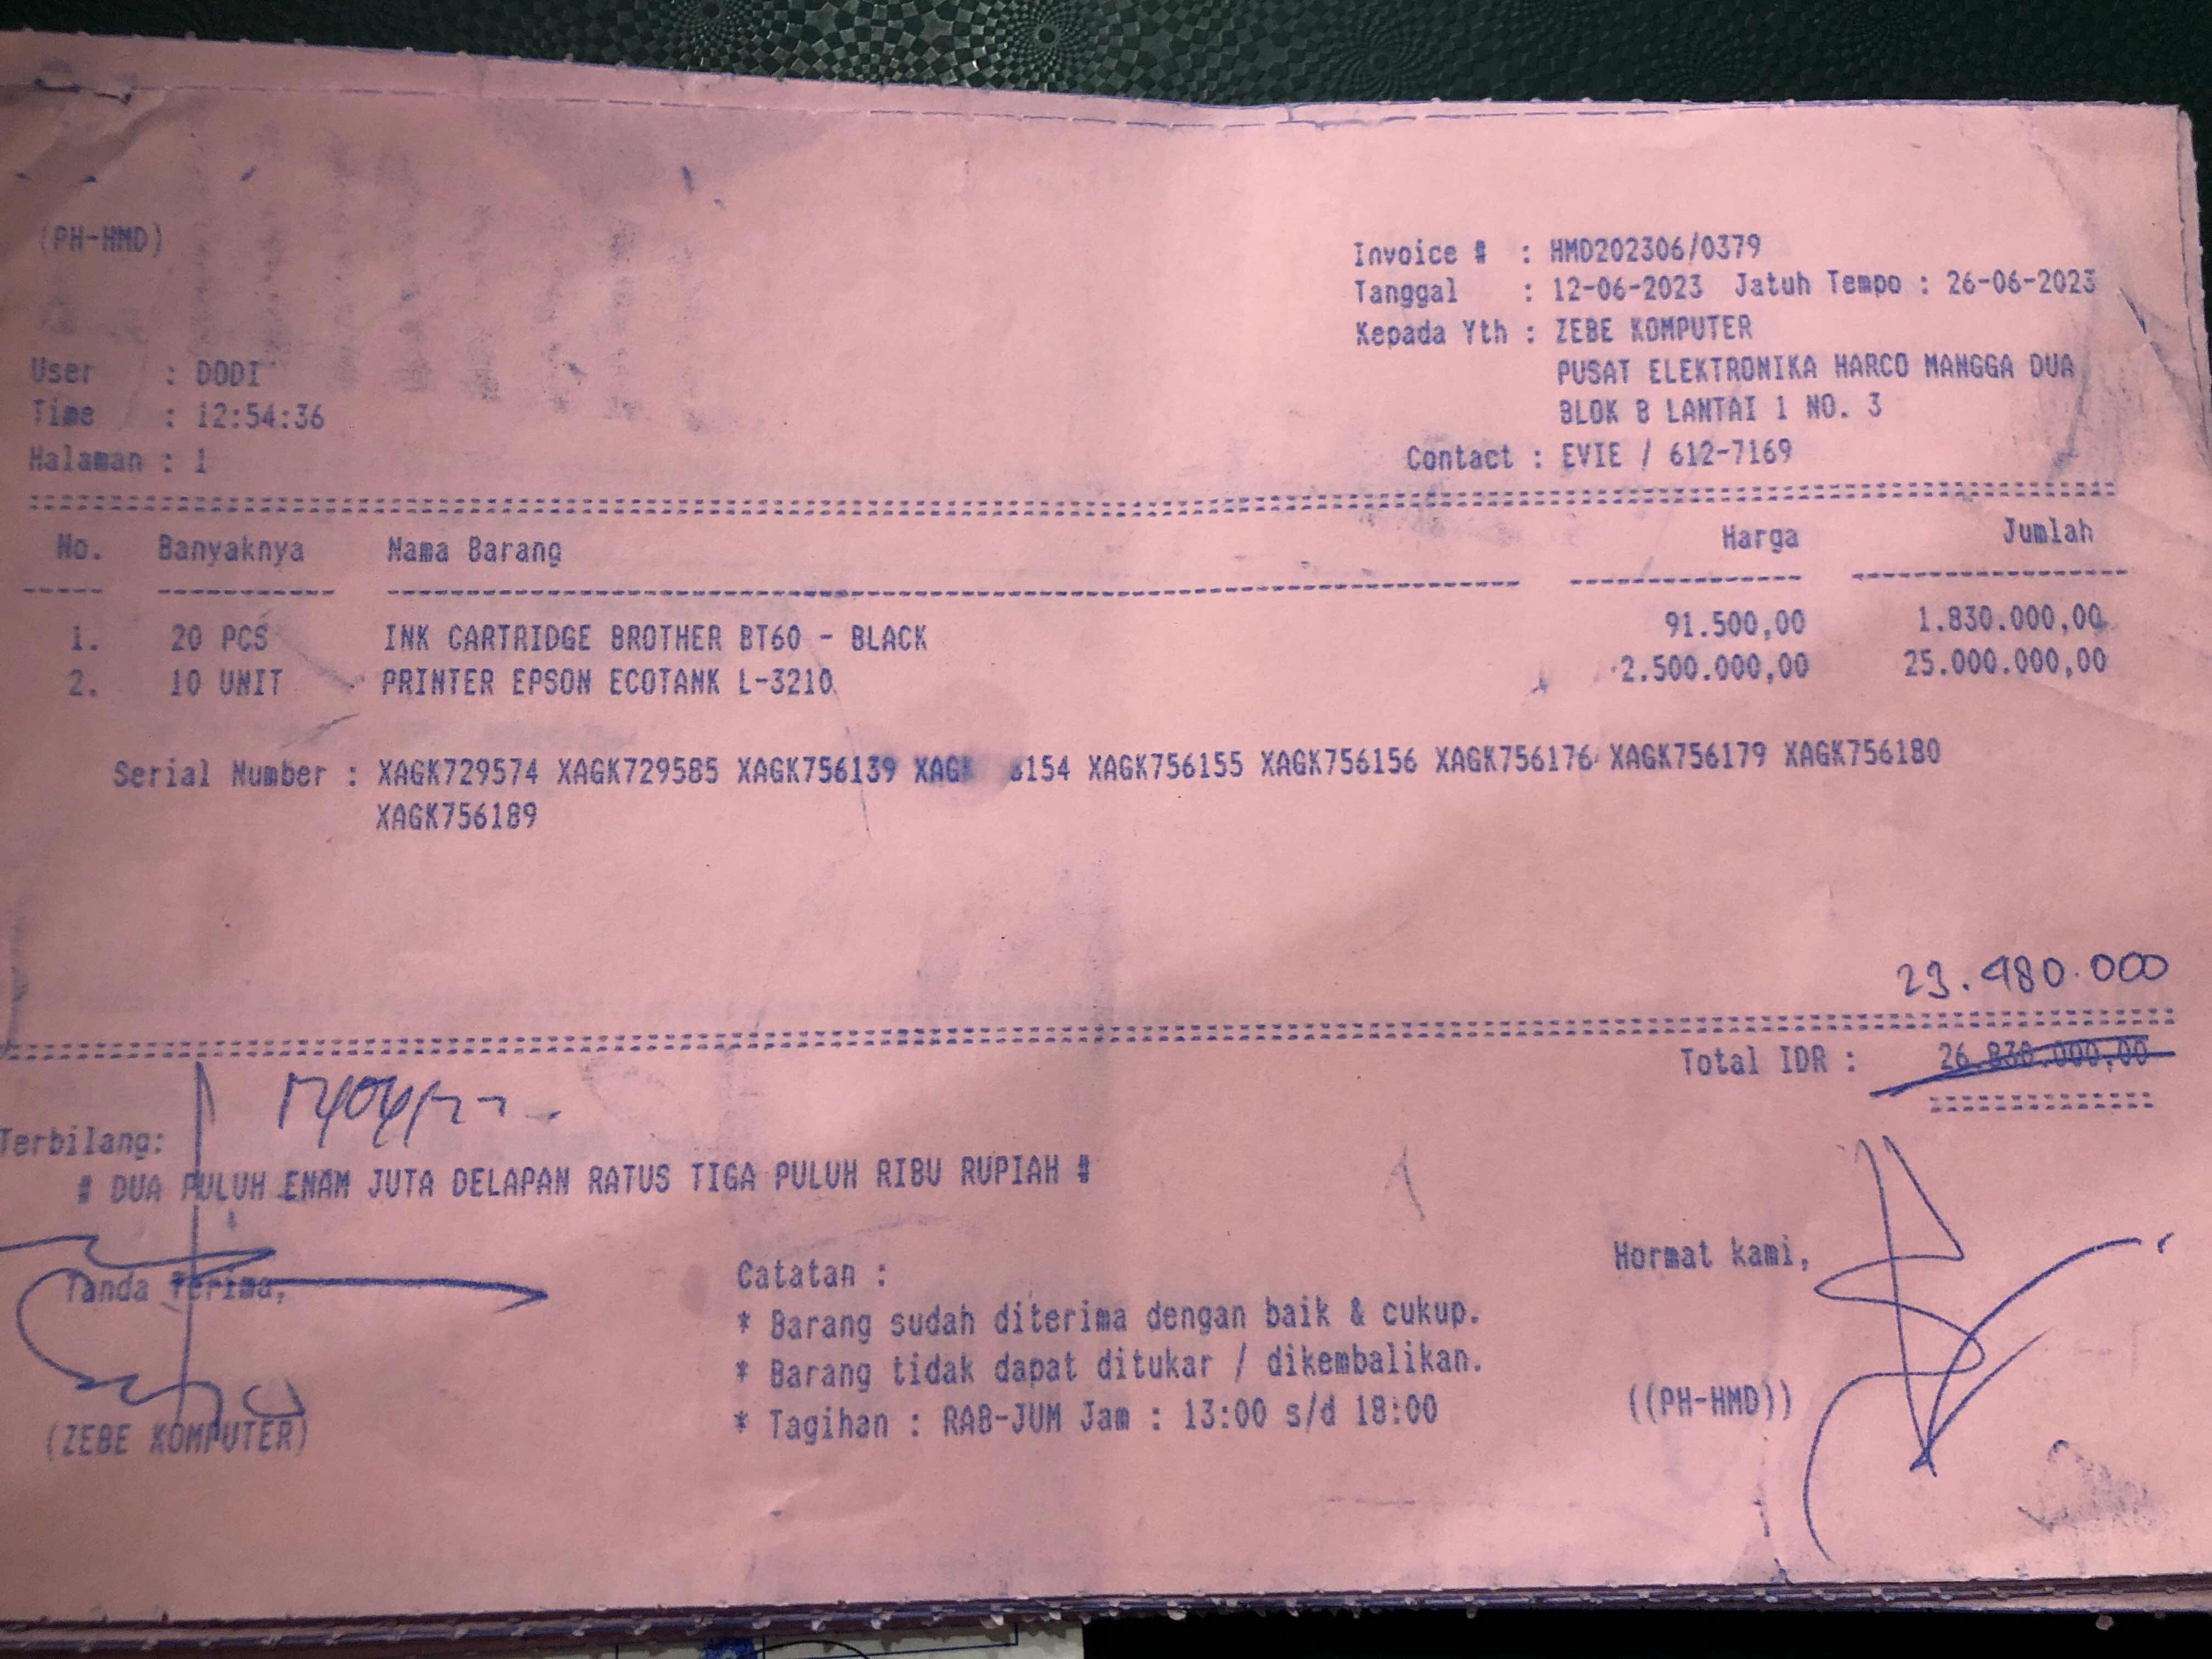 (PH-HMD)
Invoice # : HMD202306/0379
Tanggal : 12-06-2023 Jatuh Tempo : 26-06-2023
Kepada Yth : ZEBE KOMPUTER
PUSAT ELEKTRONIKA HARCO MANGGA DUA
BLOK B LANTAI 1 NO. 3
Contact : EVIE / 612-7169
User : DODI
Time : 12:54:36
Halaman : 1
No. Banyaknya Nama Barang Harga Jumlah
1. 20 PCS INK CARTRIDGE BROTHER BT60 - BLACK 91.500,00 1.830.000,00
2. 10 UNIT PRINTER EPSON ECOTANK L-3210 2.500.000,00 25.000.000,00
Serial Number : XAGK729574 XAGK729585 XAGK756139 XAGK 6154 XAGK756155 XAGK756156 XAGK756176 XAGK756179 XAGK756180
XAGK756189
23.480.000
Total IDR : 26.830.000,00
Terbilang:
# DUA PULUH ENAM JUTA DELAPAN RATUS TIGA PULUH RIBU RUPIAH #
Tanda Terima,
(ZEBE KOMPUTER)
Catatan :
* Barang sudah diterima dengan baik & cukup.
* Barang tidak dapat ditukar / dikembalikan.
* Tagihan : RAB-JUM Jam : 13:00 s/d 18:00
Hormat kami,
((PH-HMD))